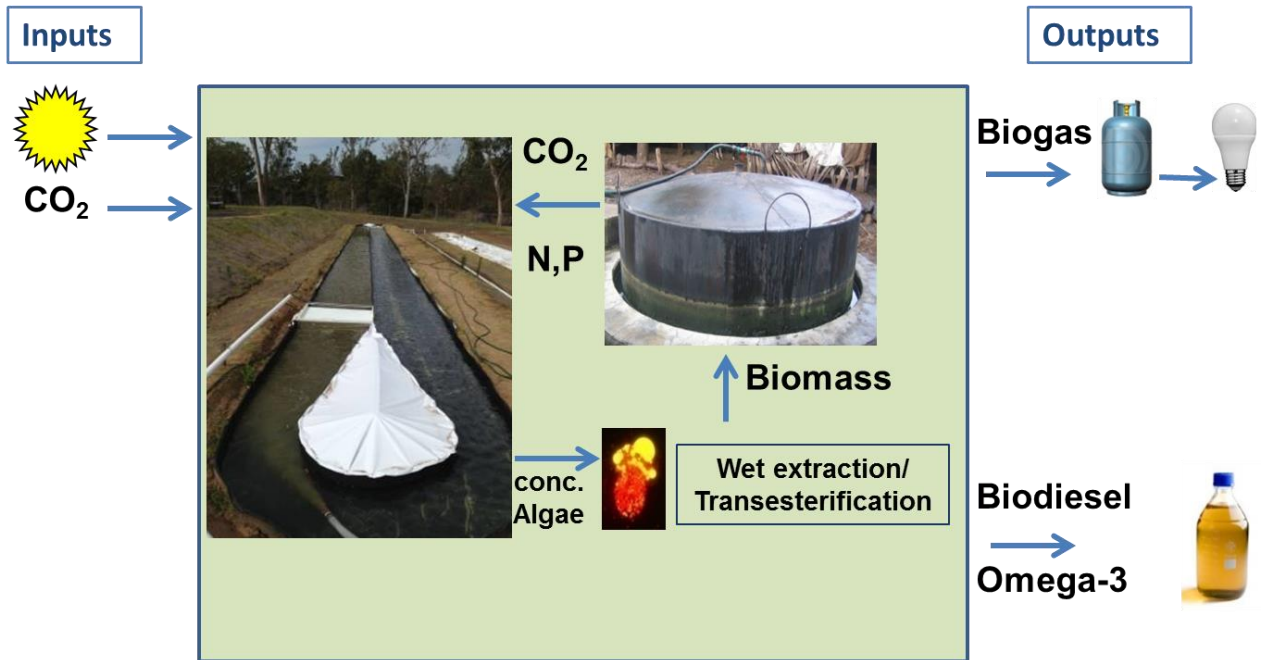 Inputs
Outputs
CO₂
CO₂
N,P
Biogas
Biomass
conc.
Algae
Wet extraction/
Transesterification
Biodiesel
Omega-3